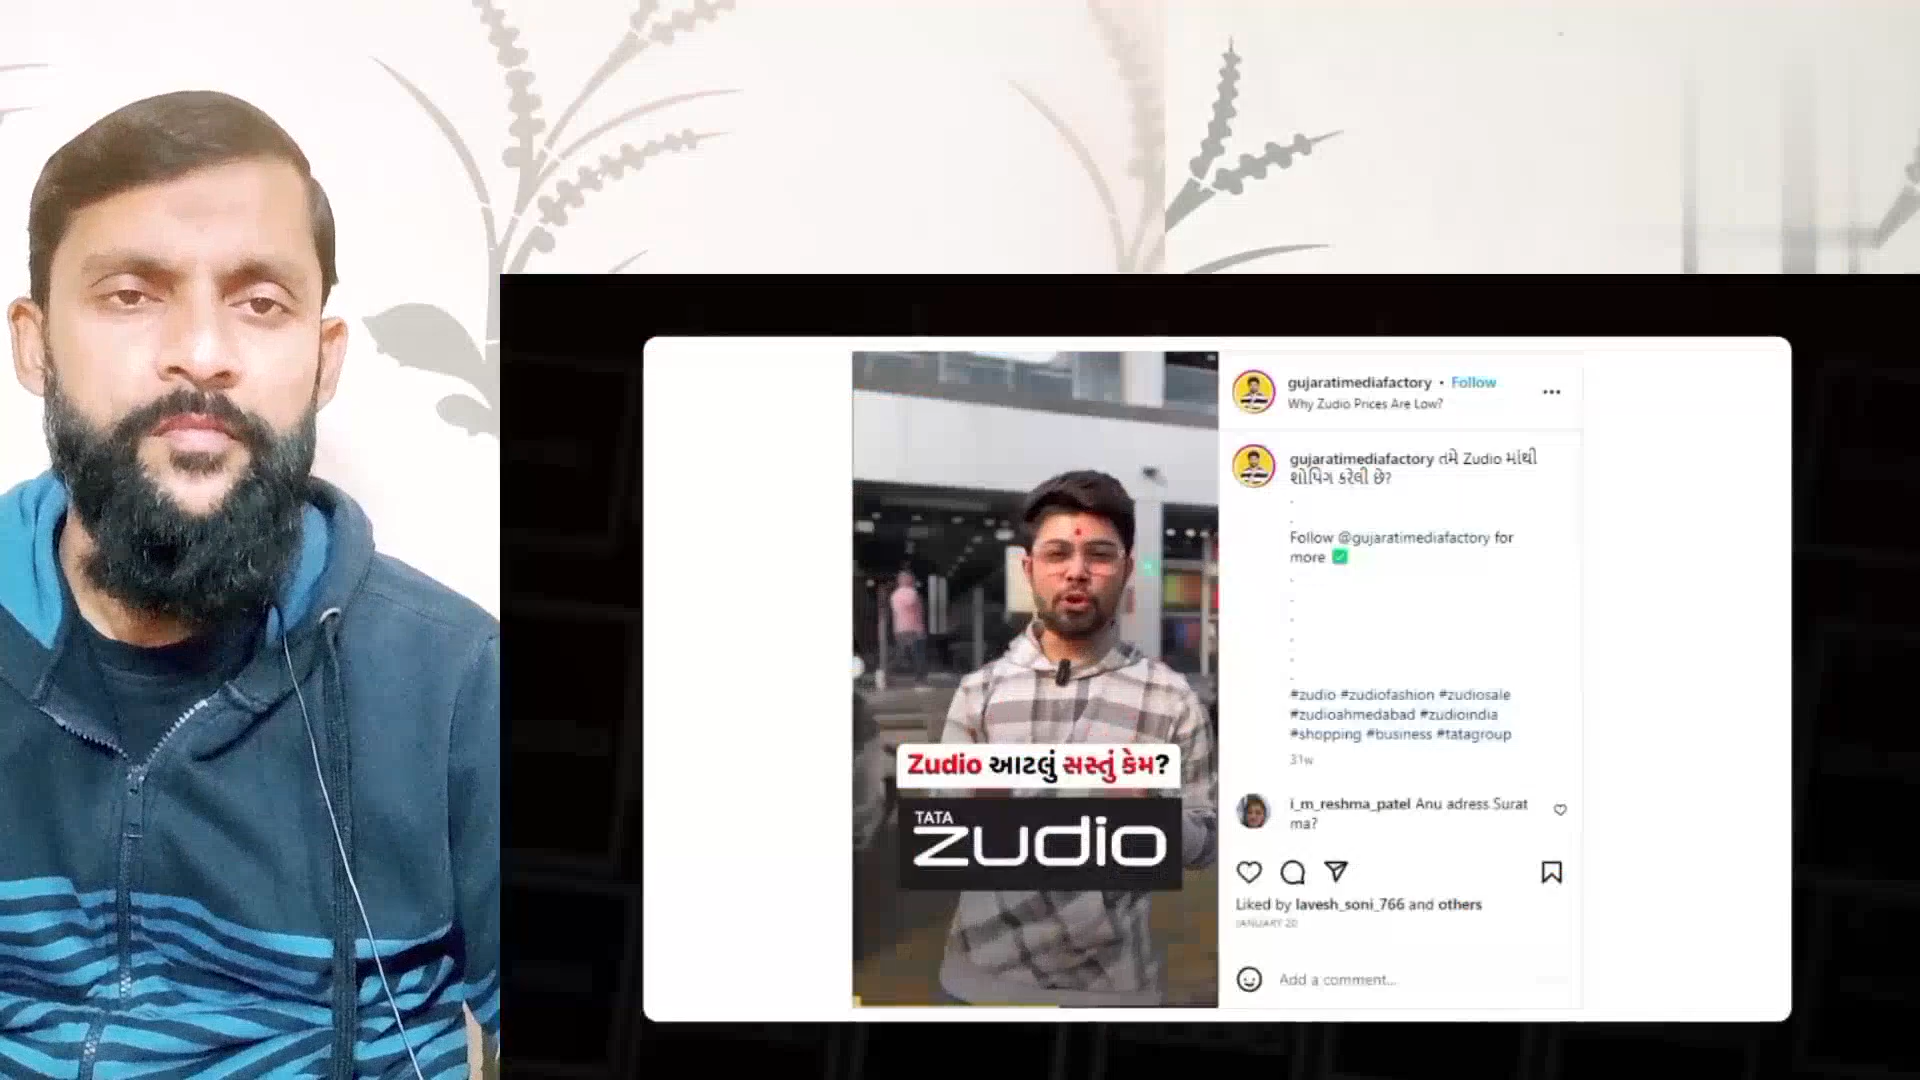 gujaratimediafactory • Follow
Why Zudio Prices Are Low?
gujaratimediafactory તમે Zudio માંથી
શોપિંગ કરેલી છે?
.
.
Follow @gujaratimediafactory for
more ✅
.
.
.
.
.
.
#zudio #zudiofashion #zudiosale
#zudioahmedabad #zudioindia
#shopping #business #tatagroup
31w
i_m_reshma_patel Anu adress Surat
ma?
Liked by lavesh_soni_766 and others
JANUARY 20
Add a comment...
Zudio આટલું સસ્તું કેમ?
TATA
zudio